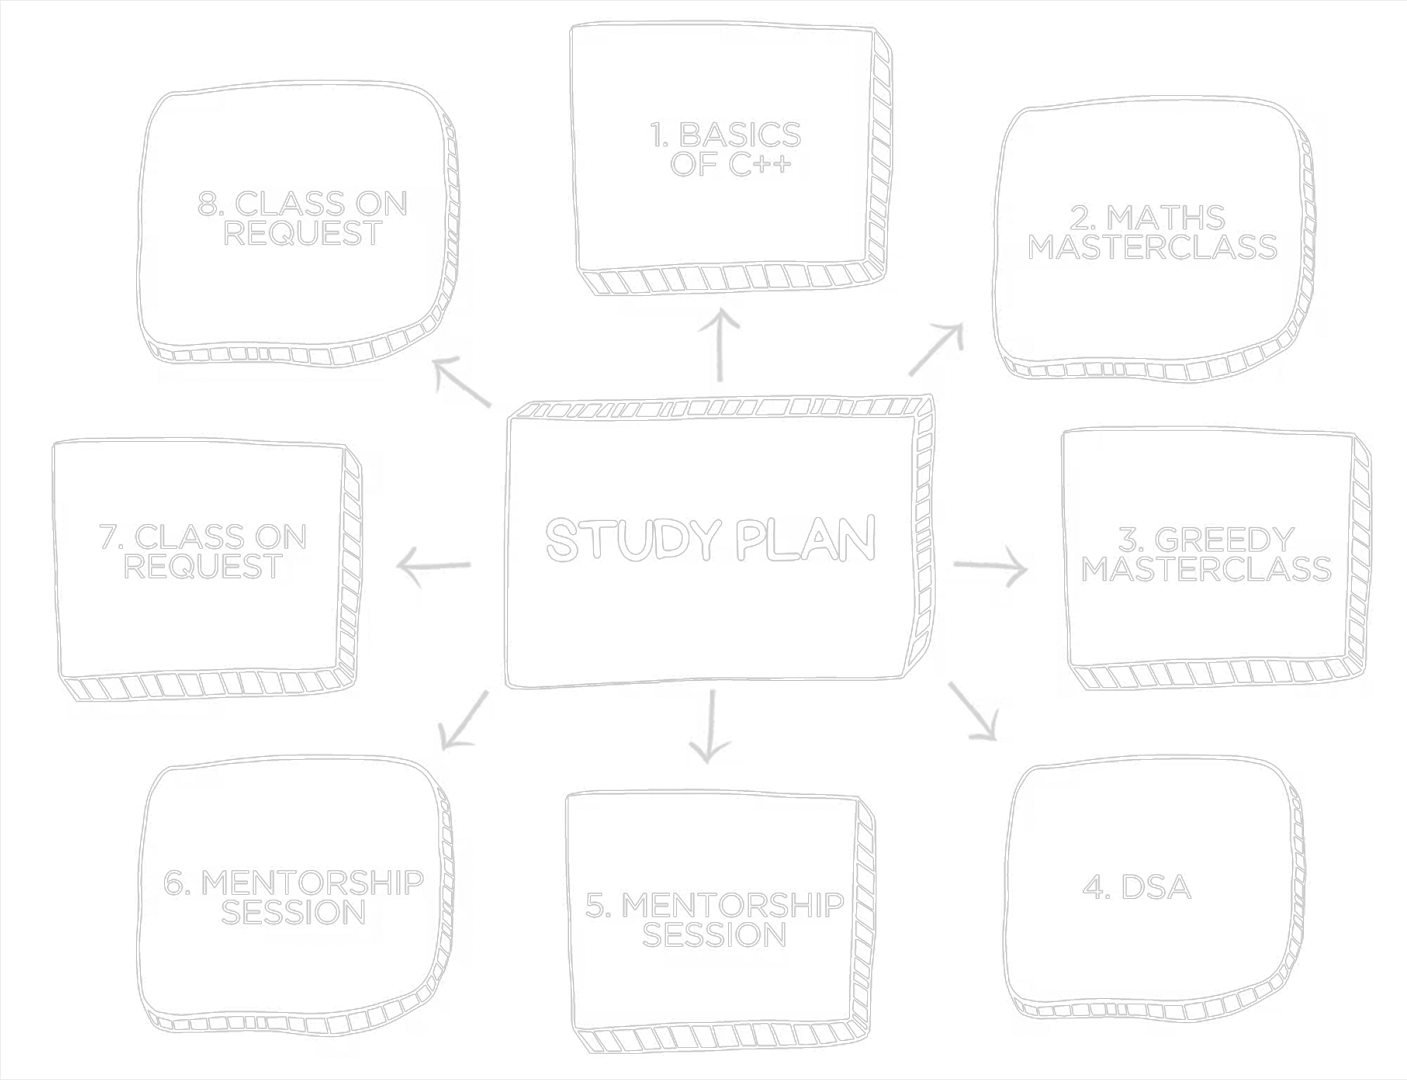 1. BASICS
OF C++
2. MATHS
MASTERCLASS
3. GREEDY
MASTERCLASS
4. DSA
5. MENTORSHIP
SESSION
6. MENTORSHIP
SESSION
7. CLASS ON
REQUEST
8. CLASS ON
REQUEST
STUDY PLAN